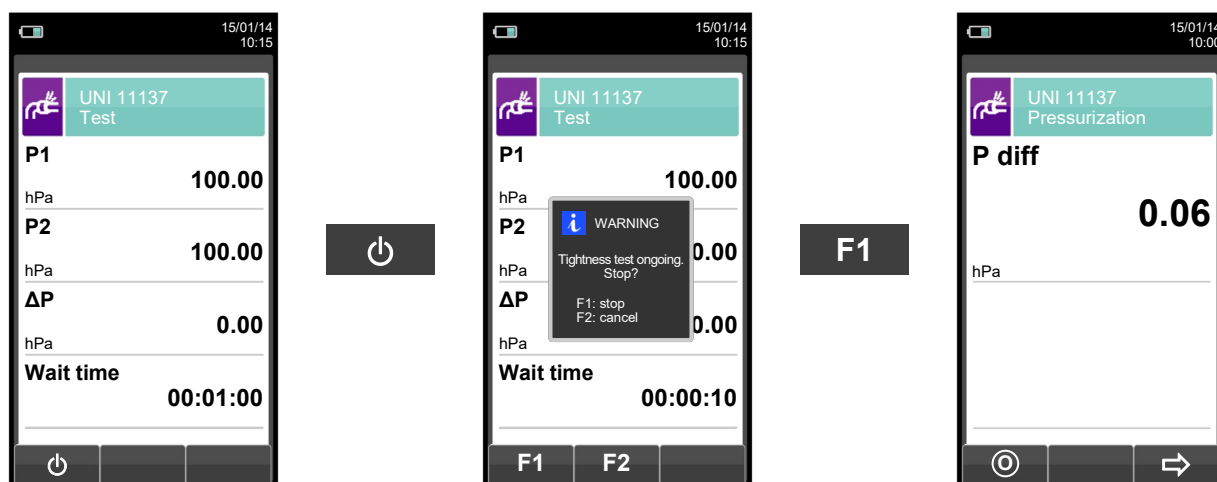 15/01/14
10:15
UNI 11137
Test
P1
100.00
hPa
P2
100.00
hPa
ΔP
0.00
hPa
Wait time
00:01:00
15/01/14
10:15
UNI 11137
Test
P1
100.00
hPa
P2
0.00
hPa
ΔP
0.00
hPa
i WARNING
Tightness test ongoing.
Stop?
F1: stop
F2: cancel
Wait time
00:00:10
F1 F2
F1
15/01/14
10:00
UNI 11137
Pressurization
P diff
0.06
hPa